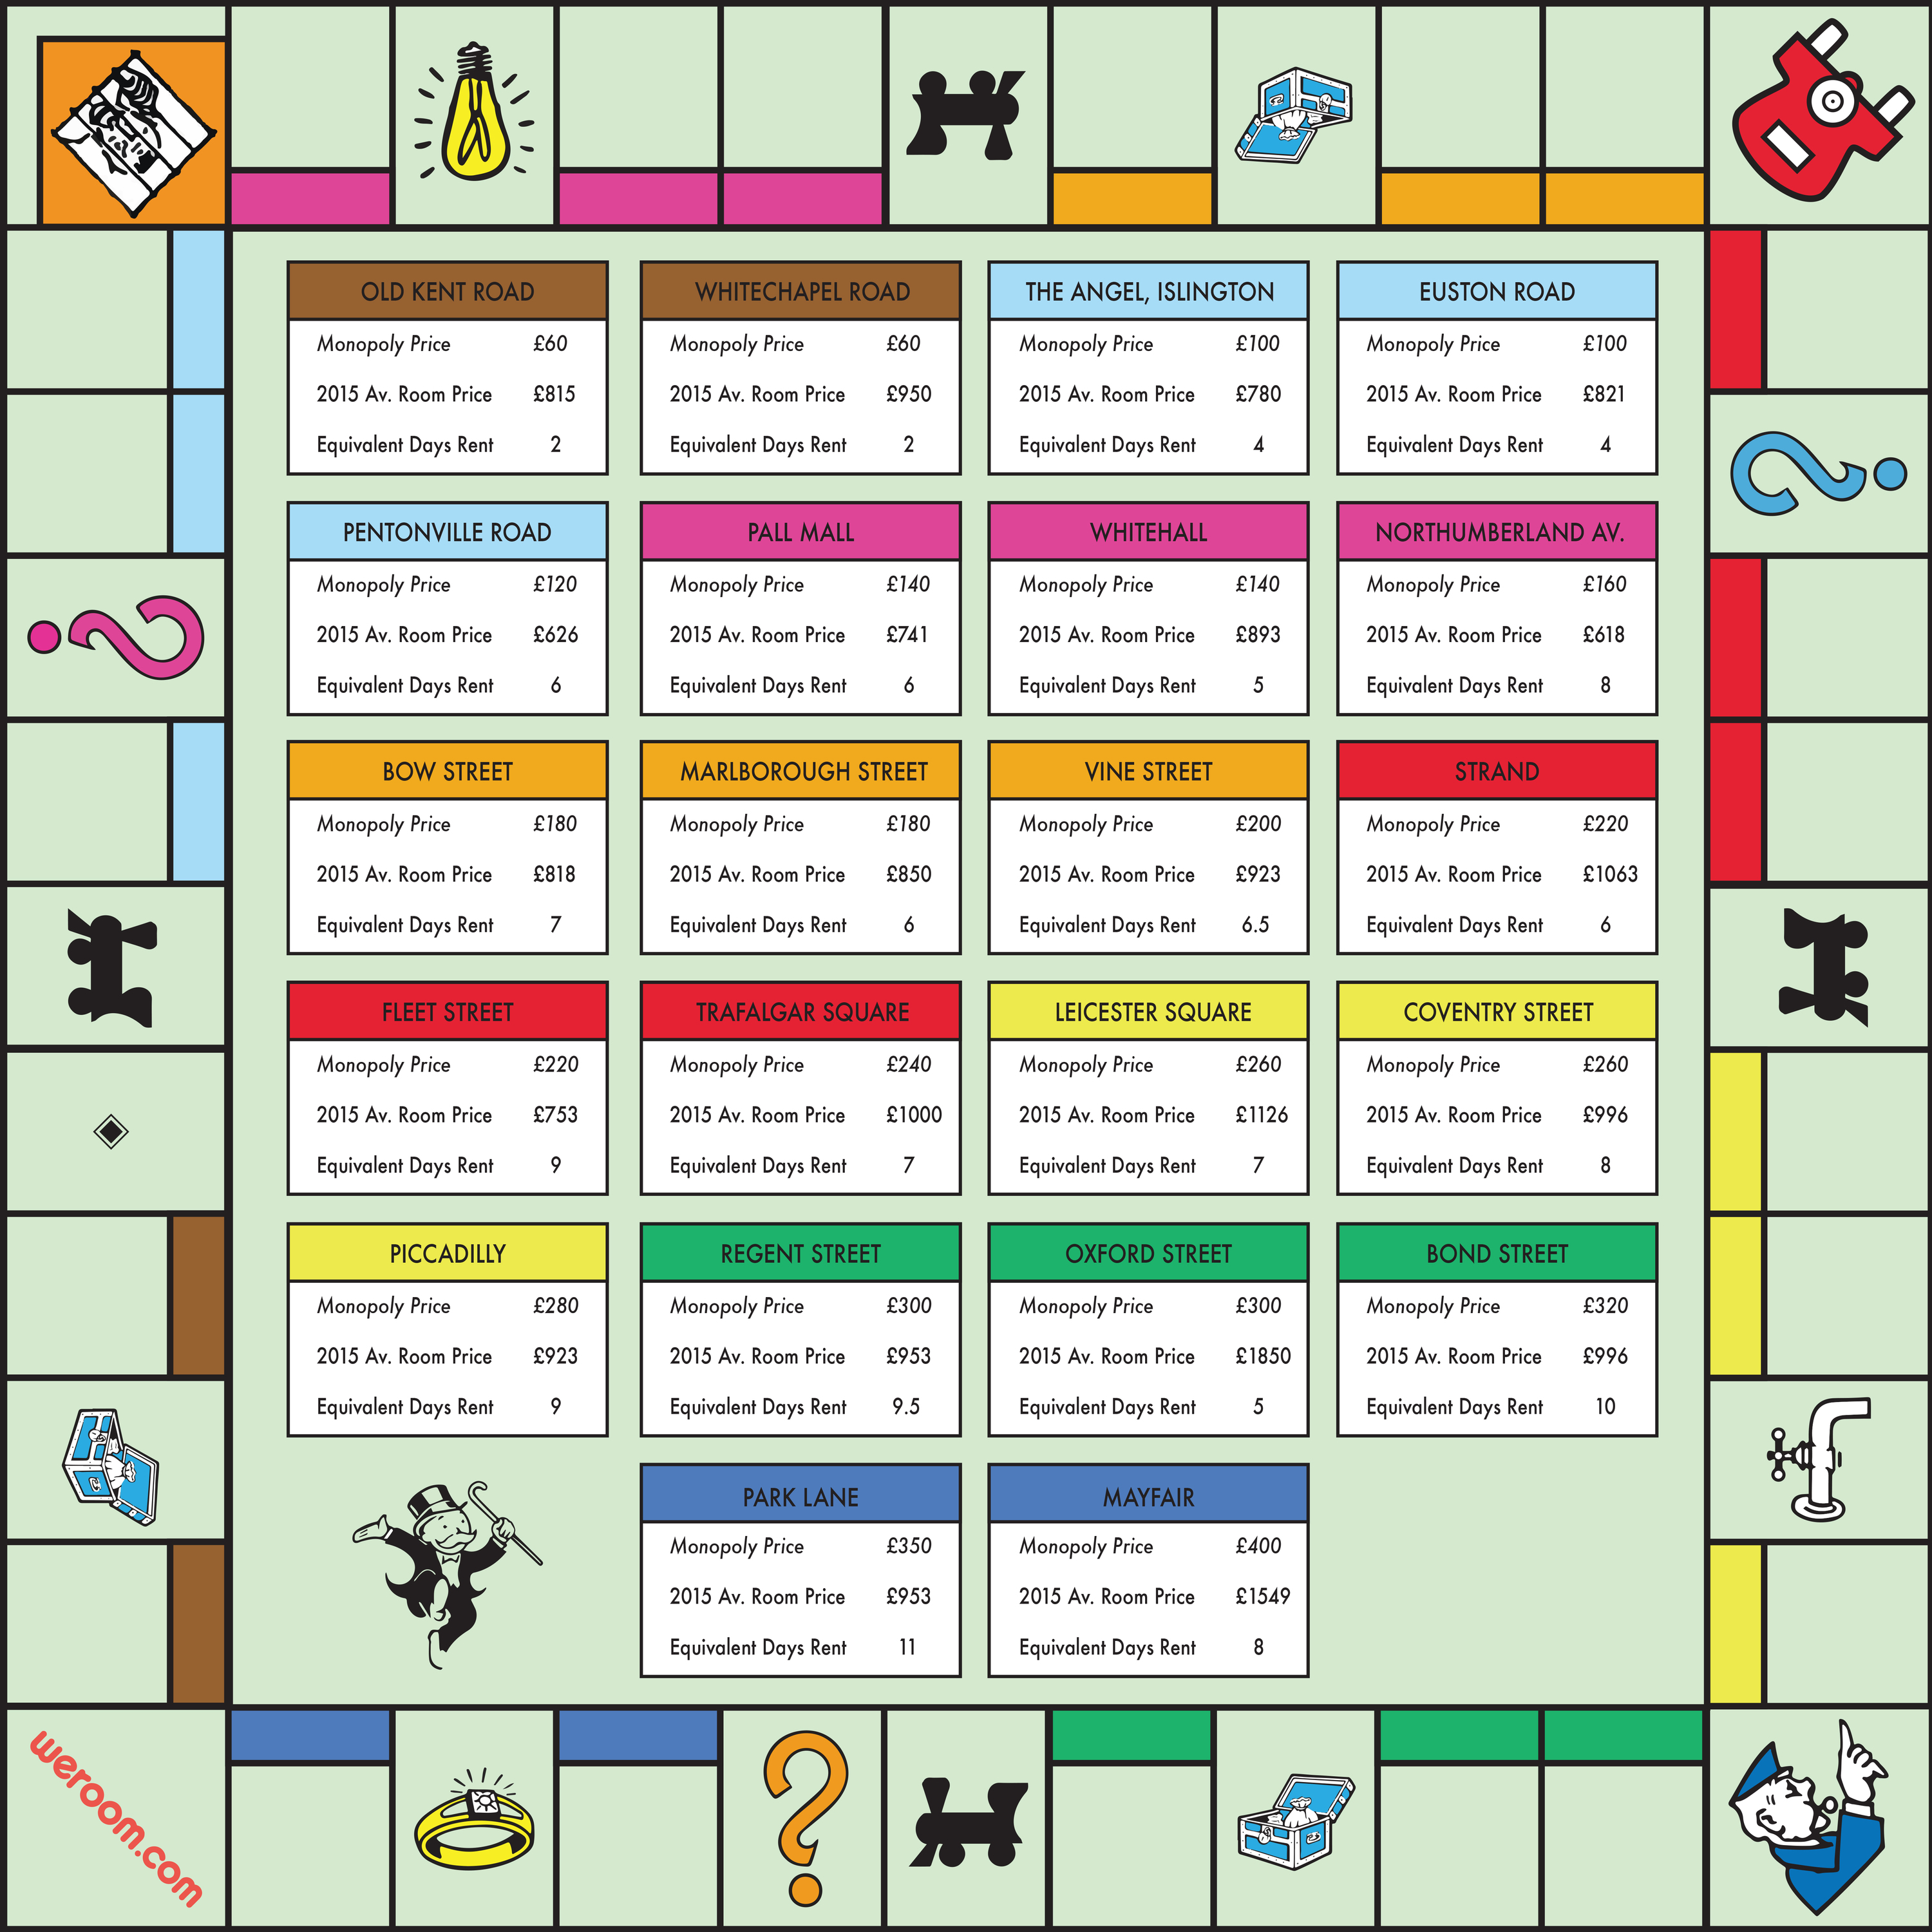 OLD KENT ROAD
Monopoly Price £60
2015 Av. Room Price £815
Equivalent Days Rent 2
WHITECHAPEL ROAD
Monopoly Price £60
2015 Av. Room Price £950
Equivalent Days Rent 2
THE ANGEL, ISLINGTON
Monopoly Price £100
2015 Av. Room Price £780
Equivalent Days Rent 4
EUSTON ROAD
Monopoly Price £100
2015 Av. Room Price £821
Equivalent Days Rent 4
PENTONVILLE ROAD
Monopoly Price £120
2015 Av. Room Price £626
Equivalent Days Rent 6
PALL MALL
Monopoly Price £140
2015 Av. Room Price £741
Equivalent Days Rent 6
WHITEHALL
Monopoly Price £140
2015 Av. Room Price £893
Equivalent Days Rent 5
NORTHUMBERLAND AV.
Monopoly Price £160
2015 Av. Room Price £618
Equivalent Days Rent 8
BOW STREET
Monopoly Price £180
2015 Av. Room Price £818
Equivalent Days Rent 7
MARLBOROUGH STREET
Monopoly Price £180
2015 Av. Room Price £850
Equivalent Days Rent 6
VINE STREET
Monopoly Price £200
2015 Av. Room Price £923
Equivalent Days Rent 6.5
STRAND
Monopoly Price £220
2015 Av. Room Price £1063
Equivalent Days Rent 6
FLEET STREET
Monopoly Price £220
2015 Av. Room Price £753
Equivalent Days Rent 9
TRAFALGAR SQUARE
Monopoly Price £240
2015 Av. Room Price £1000
Equivalent Days Rent 7
LEICESTER SQUARE
Monopoly Price £260
2015 Av. Room Price £1126
Equivalent Days Rent 7
COVENTRY STREET
Monopoly Price £260
2015 Av. Room Price £996
Equivalent Days Rent 8
PICCADILLY
Monopoly Price £280
2015 Av. Room Price £923
Equivalent Days Rent 9
REGENT STREET
Monopoly Price £300
2015 Av. Room Price £953
Equivalent Days Rent 9.5
OXFORD STREET
Monopoly Price £300
2015 Av. Room Price £1850
Equivalent Days Rent 5
BOND STREET
Monopoly Price £320
2015 Av. Room Price £996
Equivalent Days Rent 10
PARK LANE
Monopoly Price £350
2015 Av. Room Price £953
Equivalent Days Rent 11
MAYFAIR
Monopoly Price £400
2015 Av. Room Price £1549
Equivalent Days Rent 8
?
?
?
weroom.com